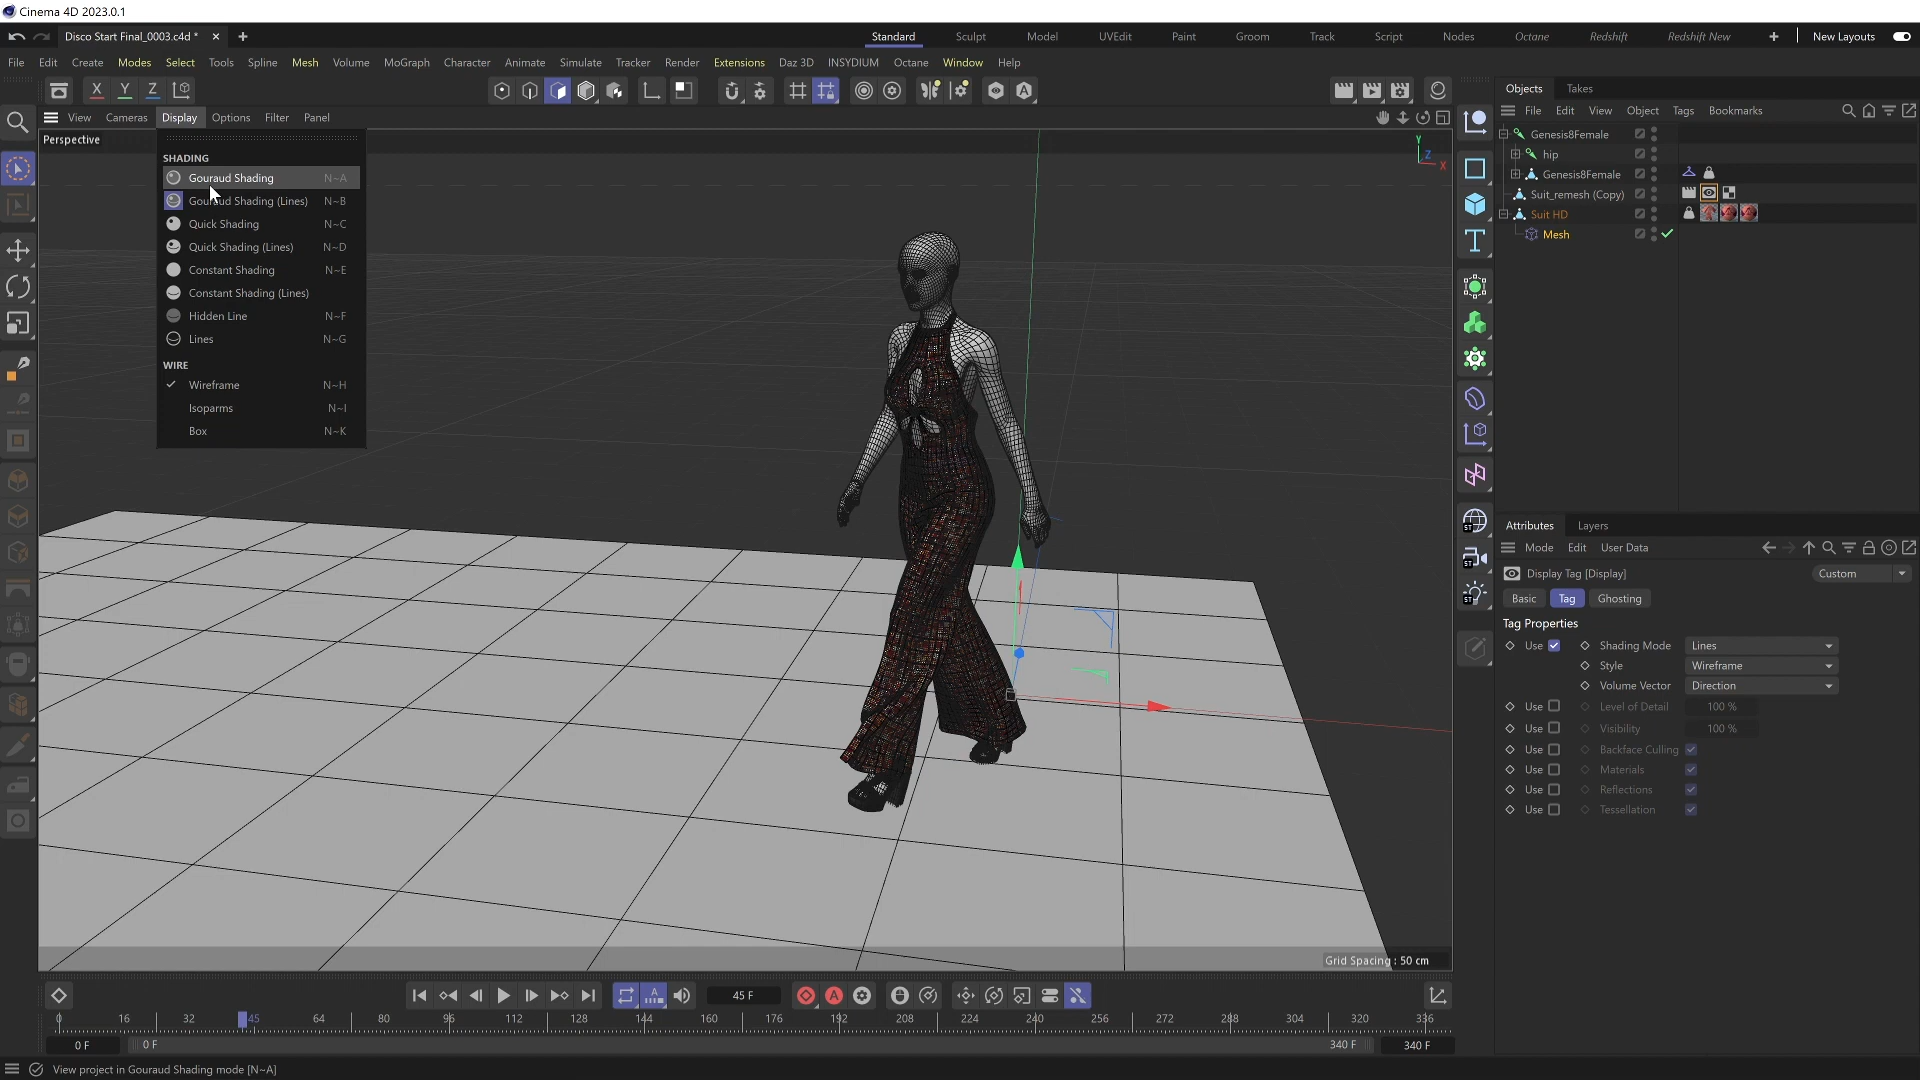 Cinema 4D 2023.0.1
Disco Start Final_0003.c4d *
Standard Sculpt Model UVEdit Paint Groom Track Script Nodes Octane Redshift Redshift New New Layouts
File Edit Create Modes Select Tools Spline Mesh Volume MoGraph Character Animate Simulate Tracker Render Extensions Daz 3D INSYDIUM Octane Window Help
X Y Z
View Cameras Display Options Filter Panel
Perspective
SHADING
Gouraud Shading N~A
Gouraud Shading (Lines) N~B
Quick Shading N~C
Quick Shading (Lines) N~D
Constant Shading N~E
Constant Shading (Lines)
Hidden Line N~F
Lines N~G
WIRE
Wireframe N~H
Isoparms N~I
Box N~K
Y
Z
X
Grid Spacing : 50 cm
Objects Takes
File Edit View Object Tags Bookmarks
Genesis8Female
hip
Genesis8Female
Suit_remesh (Copy)
Suit HD
Mesh
ST
ST
ST
Attributes Layers
Mode Edit User Data
Display Tag [Display] Custom
Basic Tag Ghosting
Tag Properties
Use Shading Mode Lines
Style Wireframe
Volume Vector Direction
Use Level of Detail 100 %
Use Visibility 100 %
Use Backface Culling
Use Materials
Use Reflections
Use Tessellation
45 F
0 16 32 45 64 80 96 112 128 144 160 176 192 208 224 240 256 272 288 304 320 336
0 F 0 F 340 F 340 F
View project in Gouraud Shading mode [N~A]